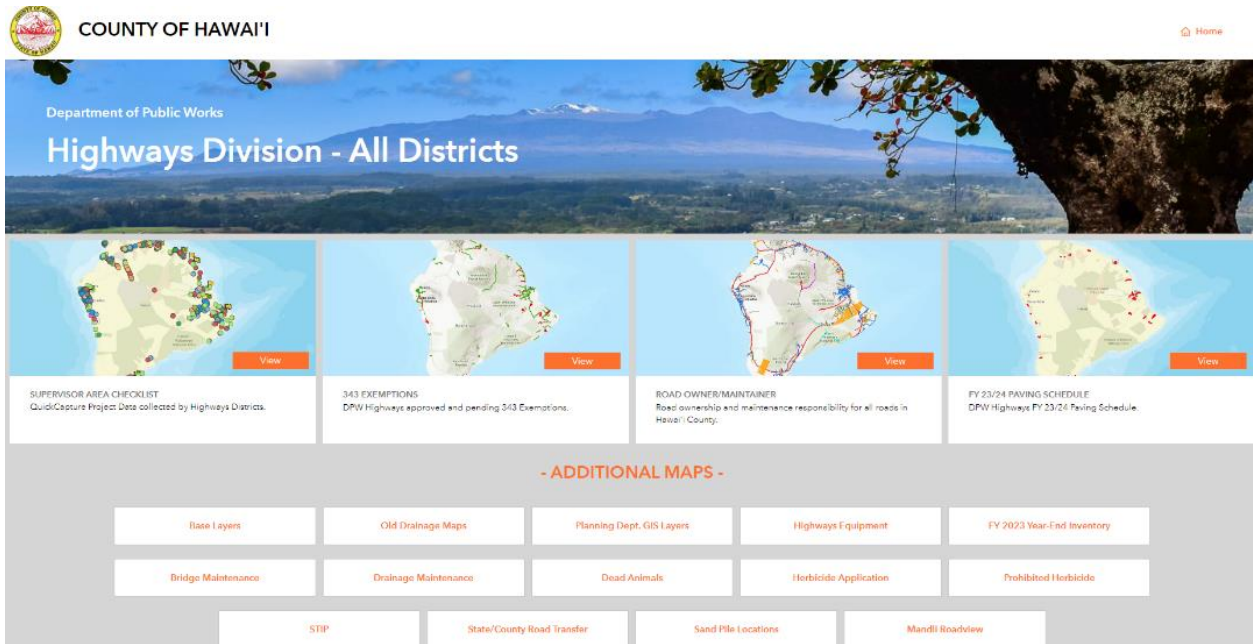 COUNTY OF HAWAI'I
Home
Department of Public Works
Highways Division - All Districts
View
View
View
View
SUPERVISOR AREA CHECKLIST
QuickCapture Project Data collected by Highways Districts.
343 EXEMPTIONS
DPW Highways approved and pending 343 Exemptions.
ROAD OWNER/MAINTAINER
Road ownership and maintenance responsibility for all roads in
Hawai'i County.
FY 23/24 PAVING SCHEDULE
DPW Highways FY 23/24 Paving Schedule.
- ADDITIONAL MAPS -
Base Layers
Old Drainage Maps
Planning Dept. GIS Layers
Highways Equipment
FY 2023 Year-End Inventory
Bridge Maintenance
Drainage Maintenance
Dead Animals
Herbicide Application
Prohibited Herbicide
STIP
State/County Road Transfer
Sand Pile Locations
Mandli Roadview